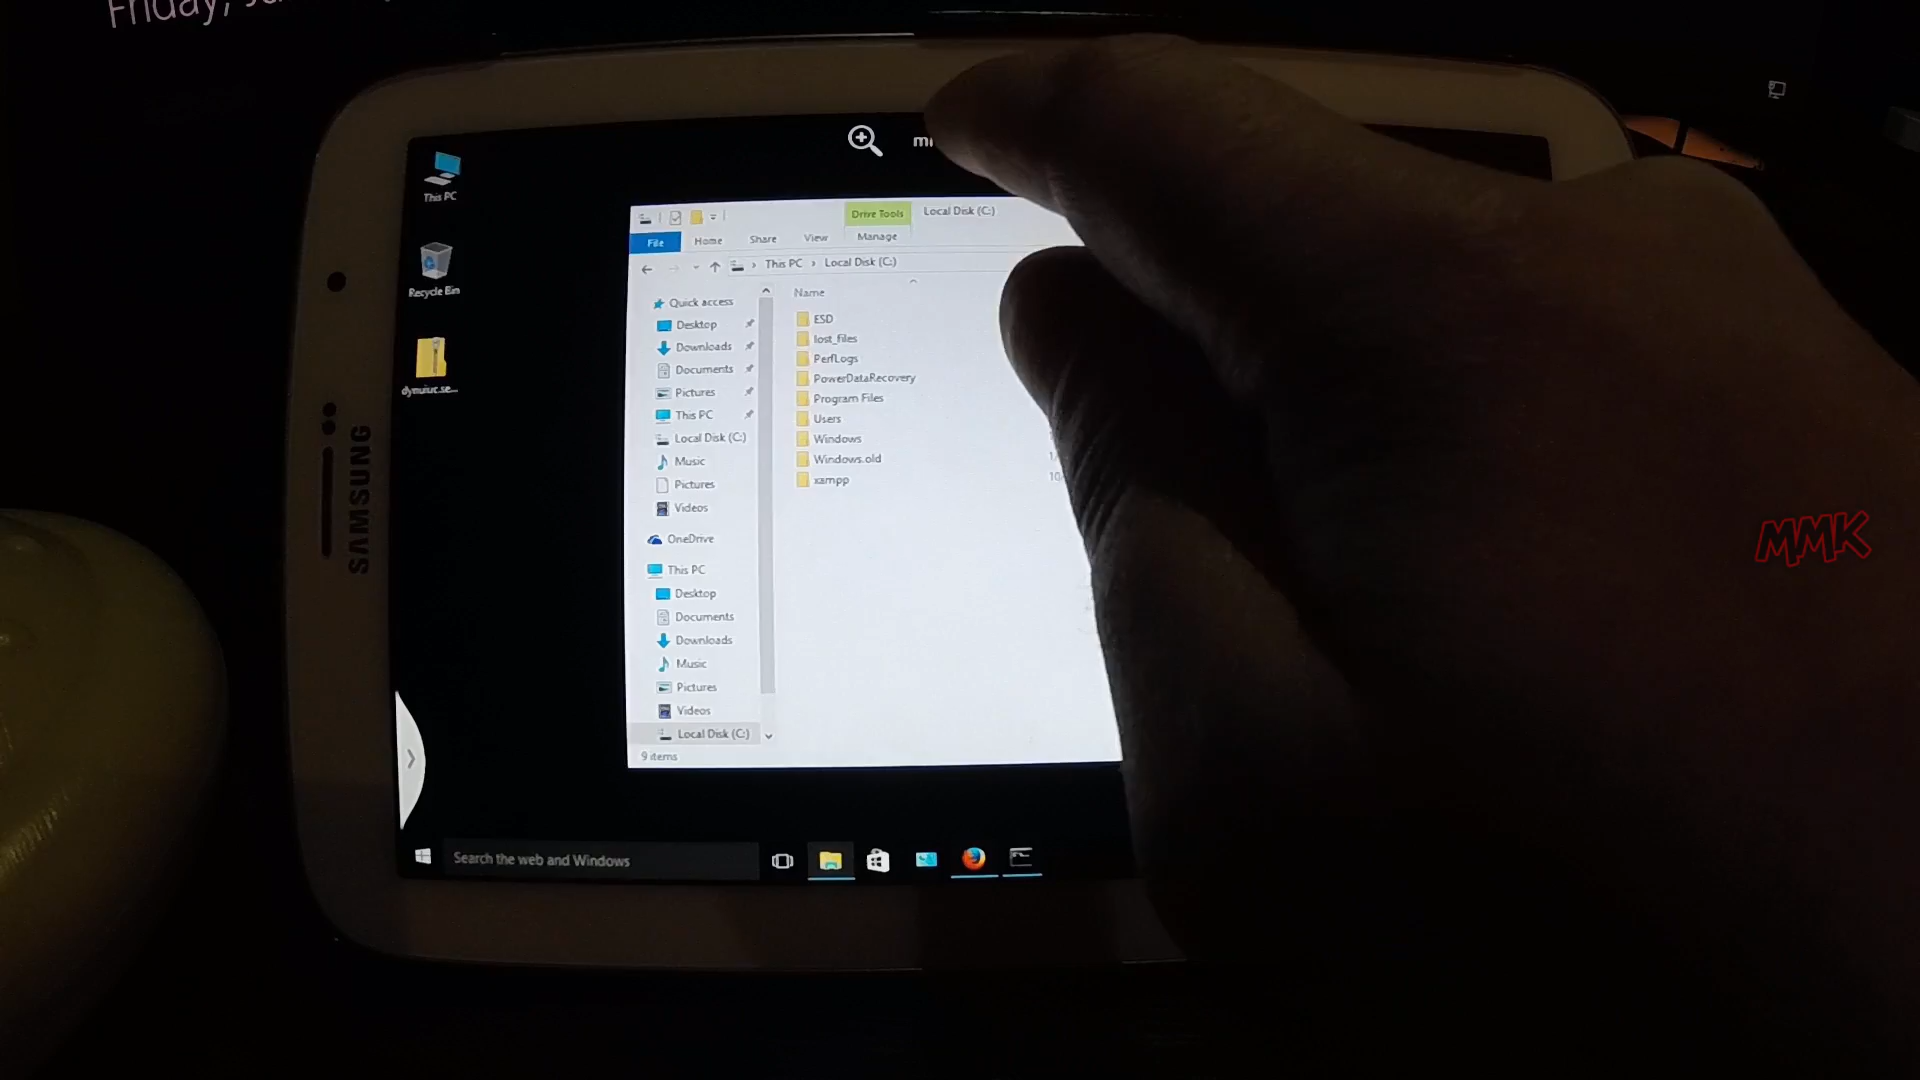 Friday,
This PC
Recycle Bin
SAMSUNG
Drive Tools
Local Disk (C:)
File
Home
Share
View
Manage
This PC
Local Disk (C:)
Quick access
Desktop
Downloads
Documents
Pictures
This PC
Local Disk (C:)
Music
Pictures
Videos
OneDrive
This PC
Desktop
Documents
Downloads
Music
Pictures
Videos
Local Disk (C:)
9 items
Name
ESD
lost_files
PerfLogs
PowerDataRecovery
Program Files
Users
Windows
Windows.old
xampp
Search the web and Windows
MMK